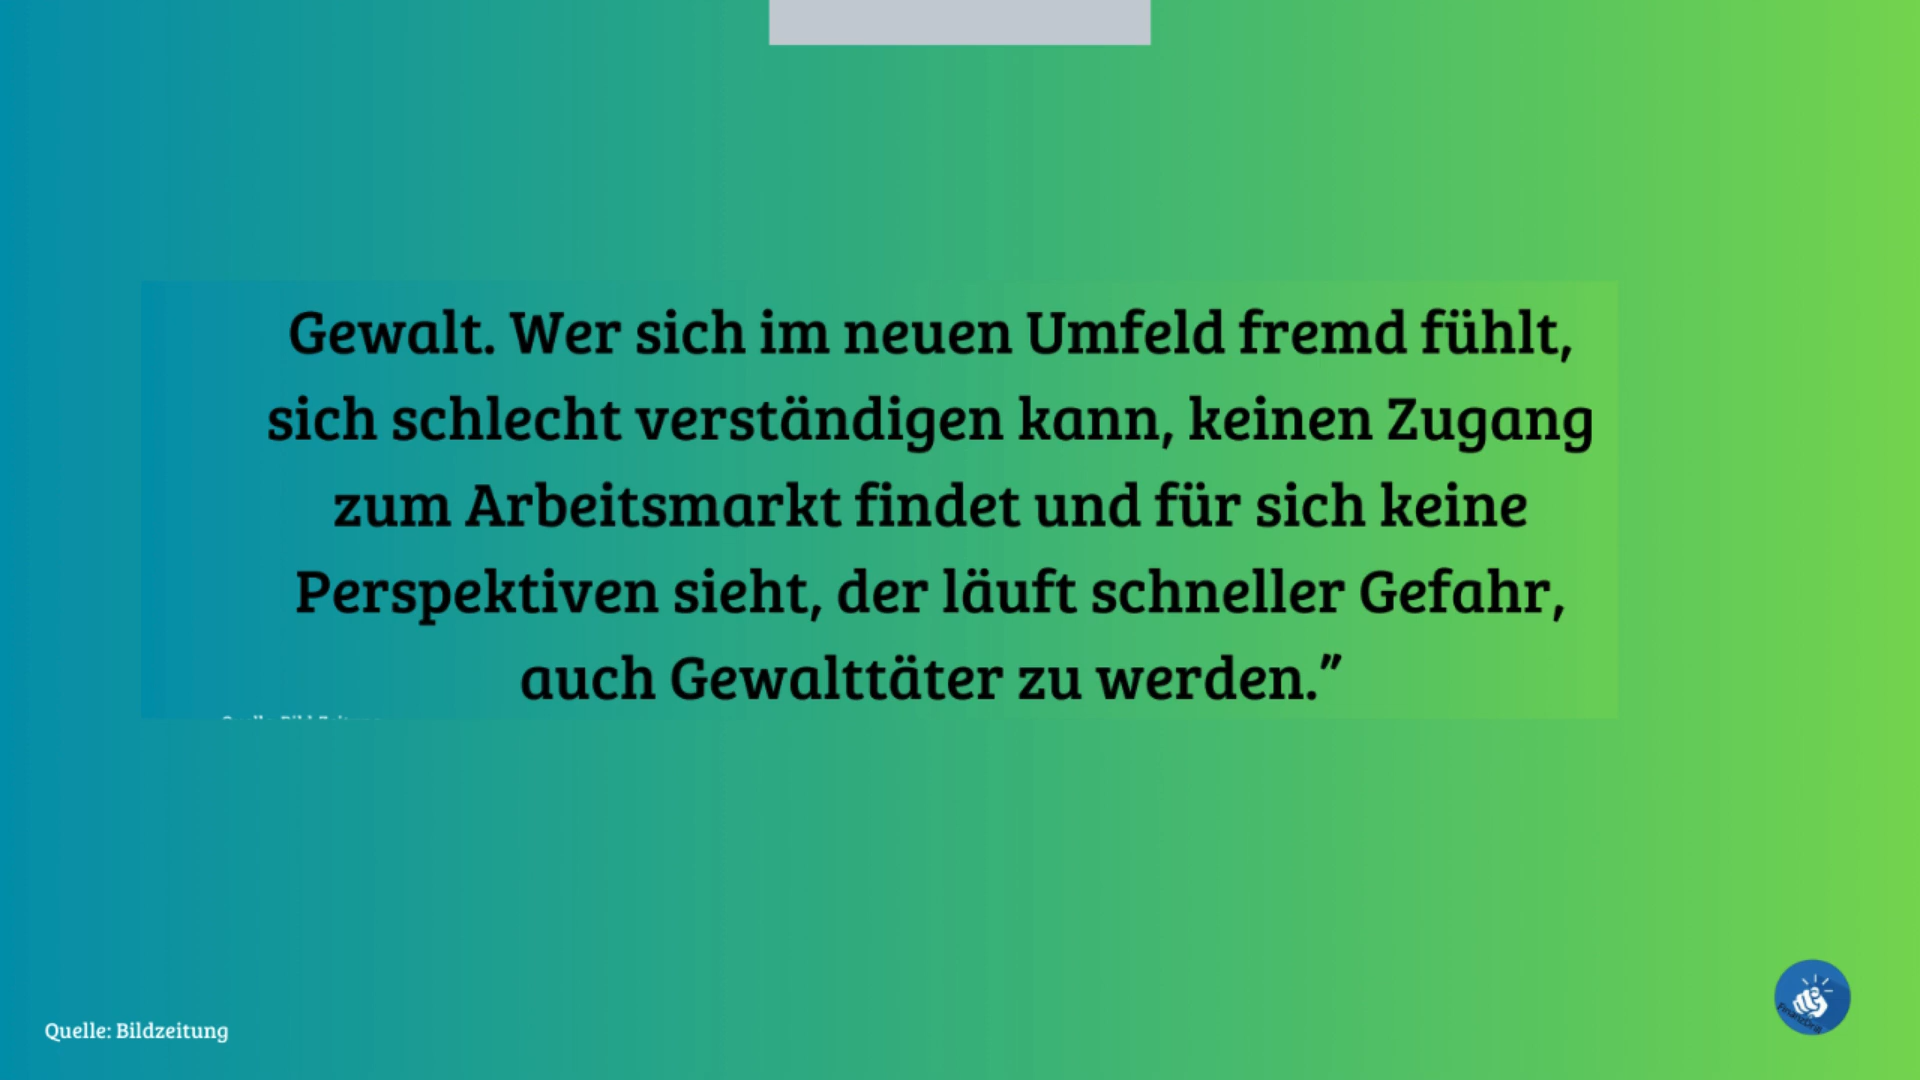 Gewalt. Wer sich im neuen Umfeld fremd fühlt,
sich schlecht verständigen kann, keinen Zugang
zum Arbeitsmarkt findet und für sich keine
Perspektiven sieht, der läuft schneller Gefahr,
auch Gewalttäter zu werden.”
Quelle: Bildzeitung